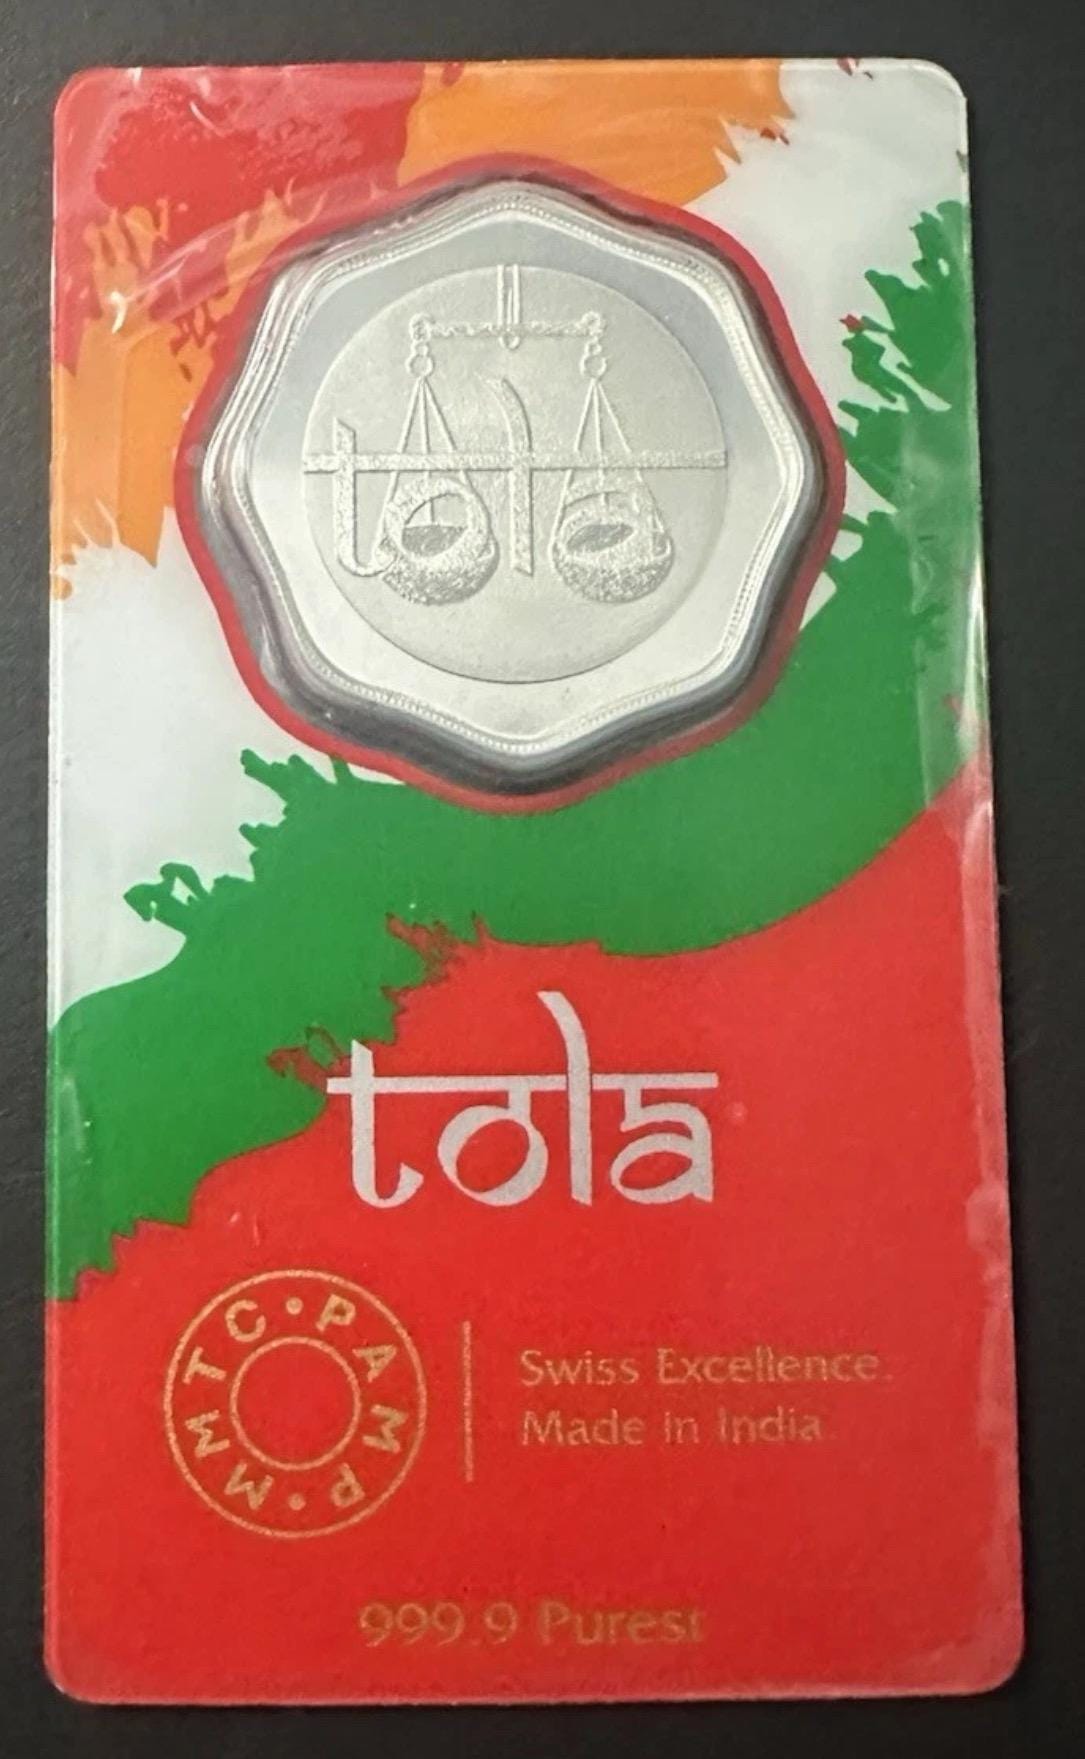 tola
tola
MMTC • PAMP •
Swiss Excellence.
Made in India.
999.9 Purest